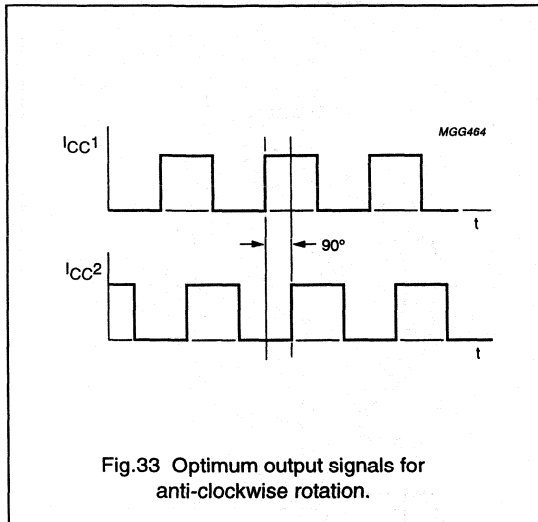 MGG464
ICC1
t
90°
ICC2
t
Fig.33 Optimum output signals for
anti-clockwise rotation.